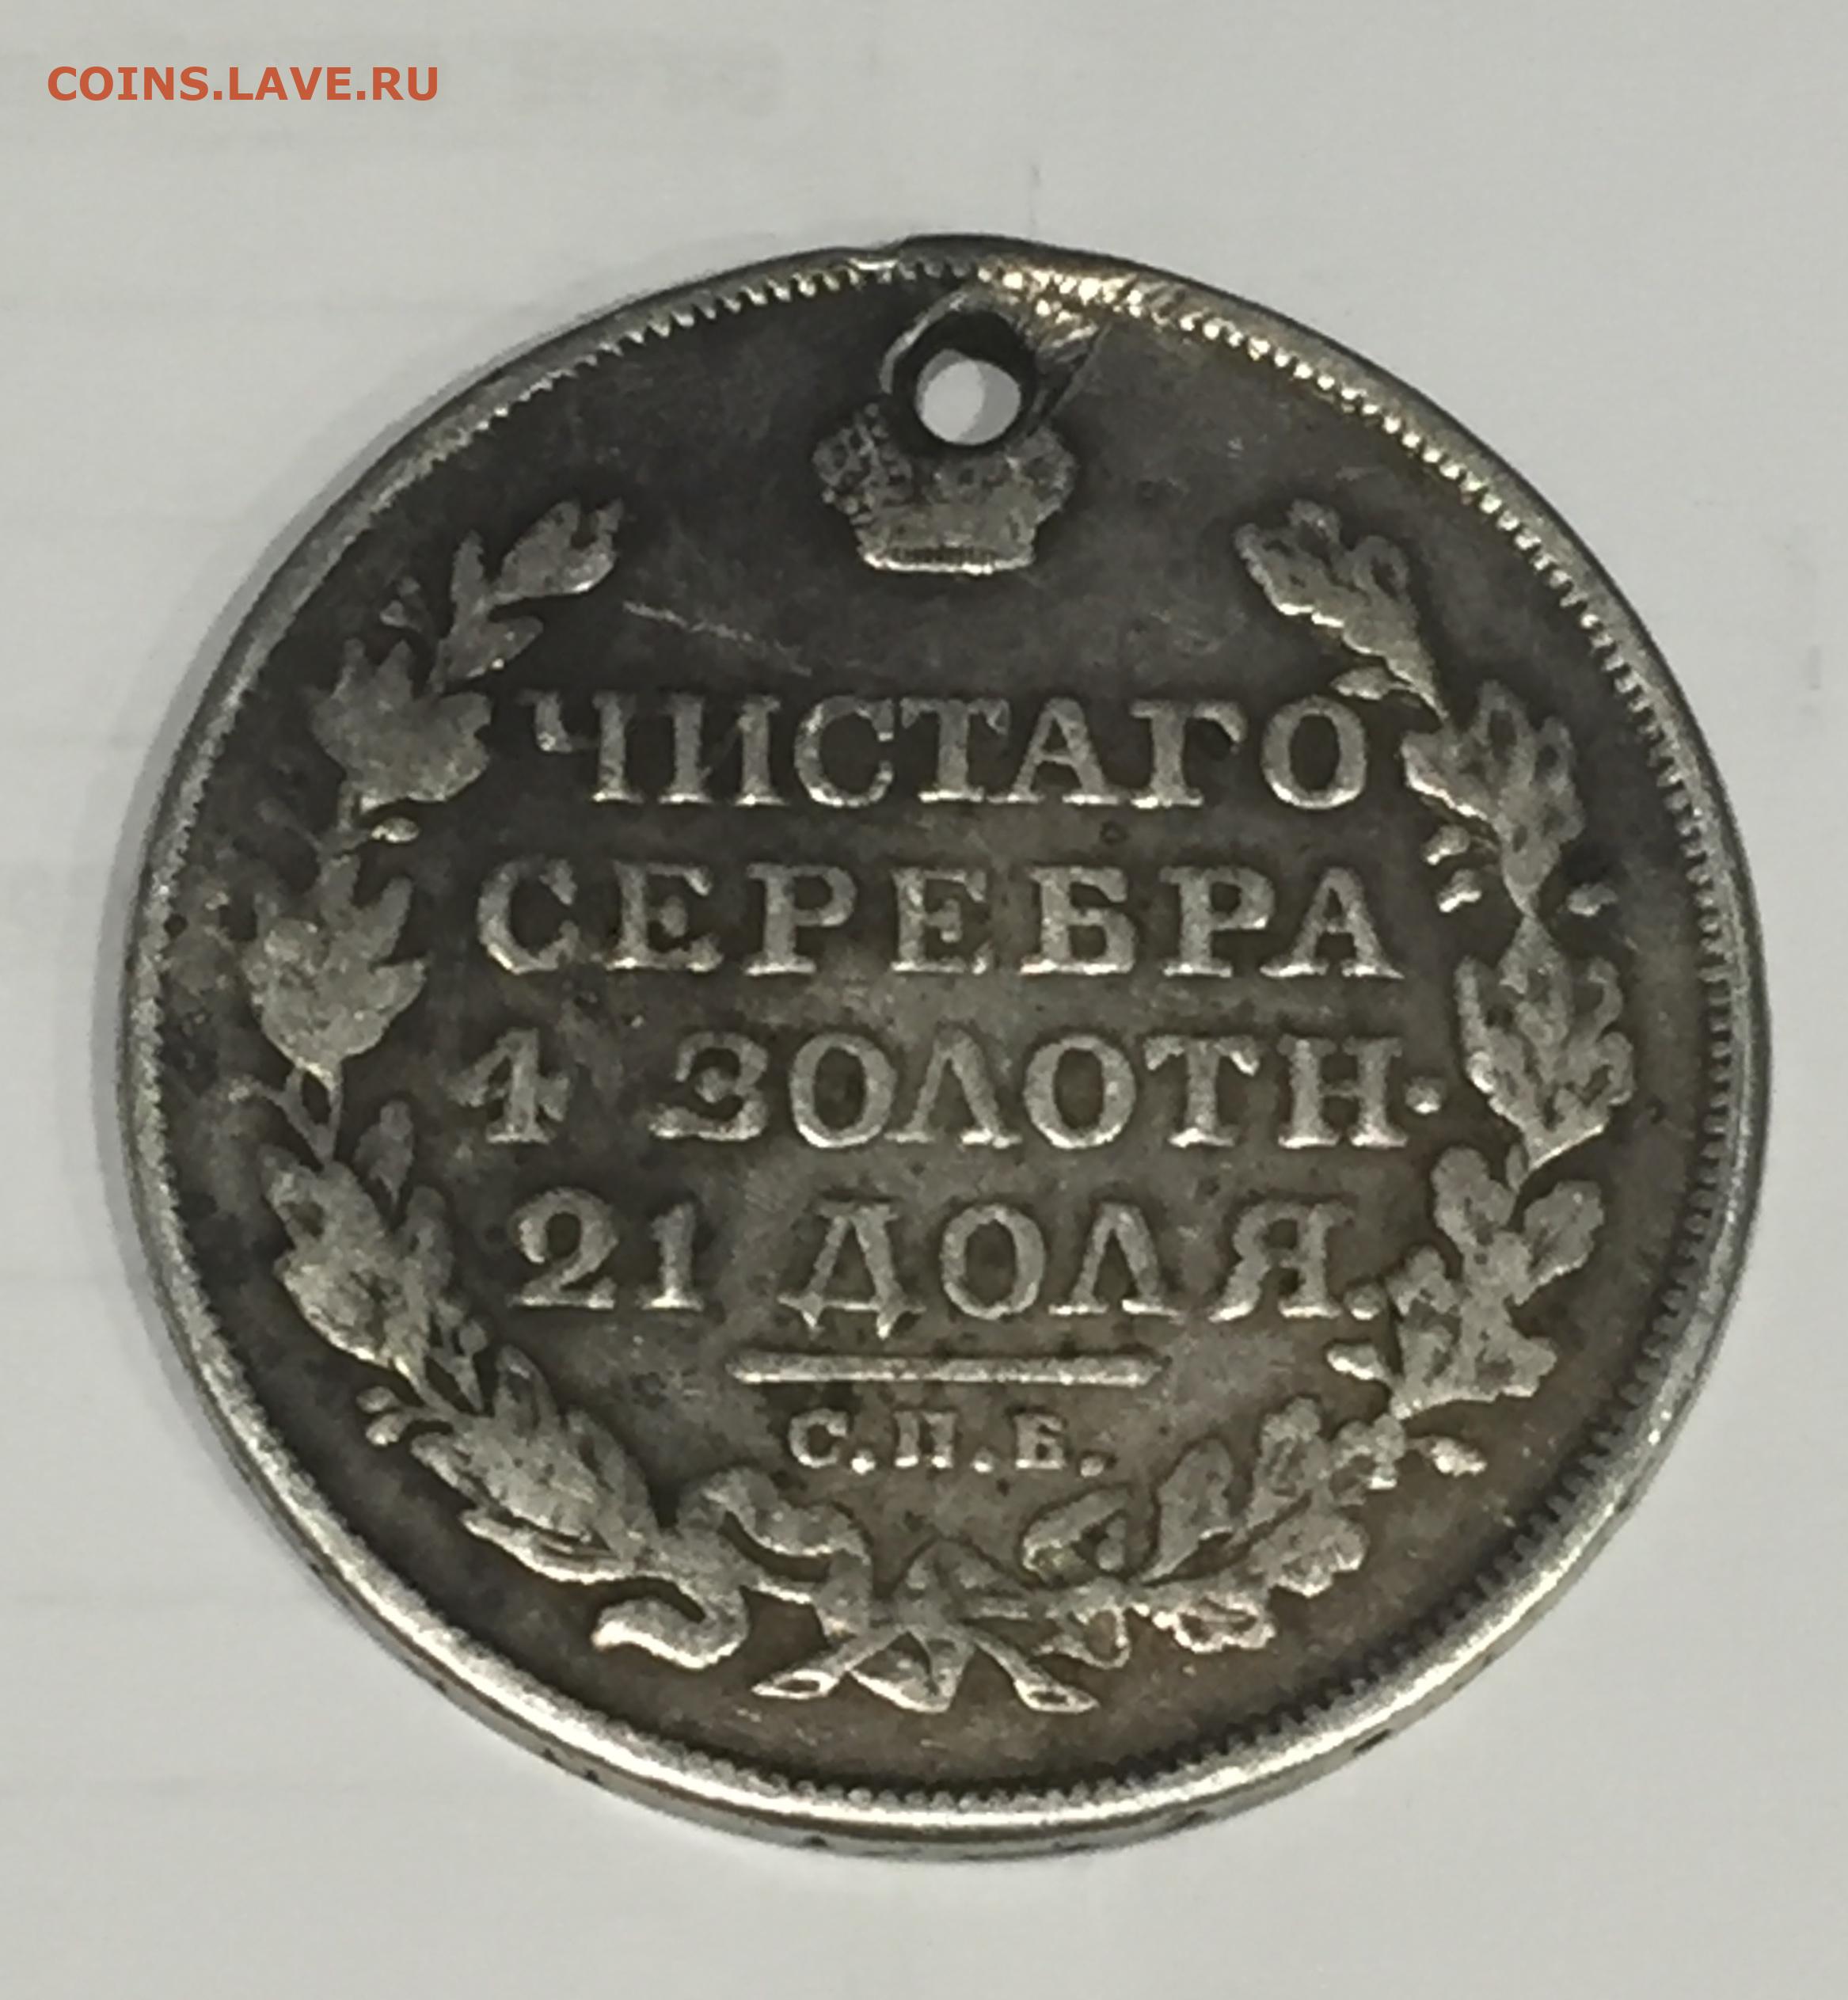 COINS.LAVE.RU
ЧИСТАГО
СЕРЕБРА
4 ЗОЛОТН.
21 ДОЛЯ.
С.П.Б.